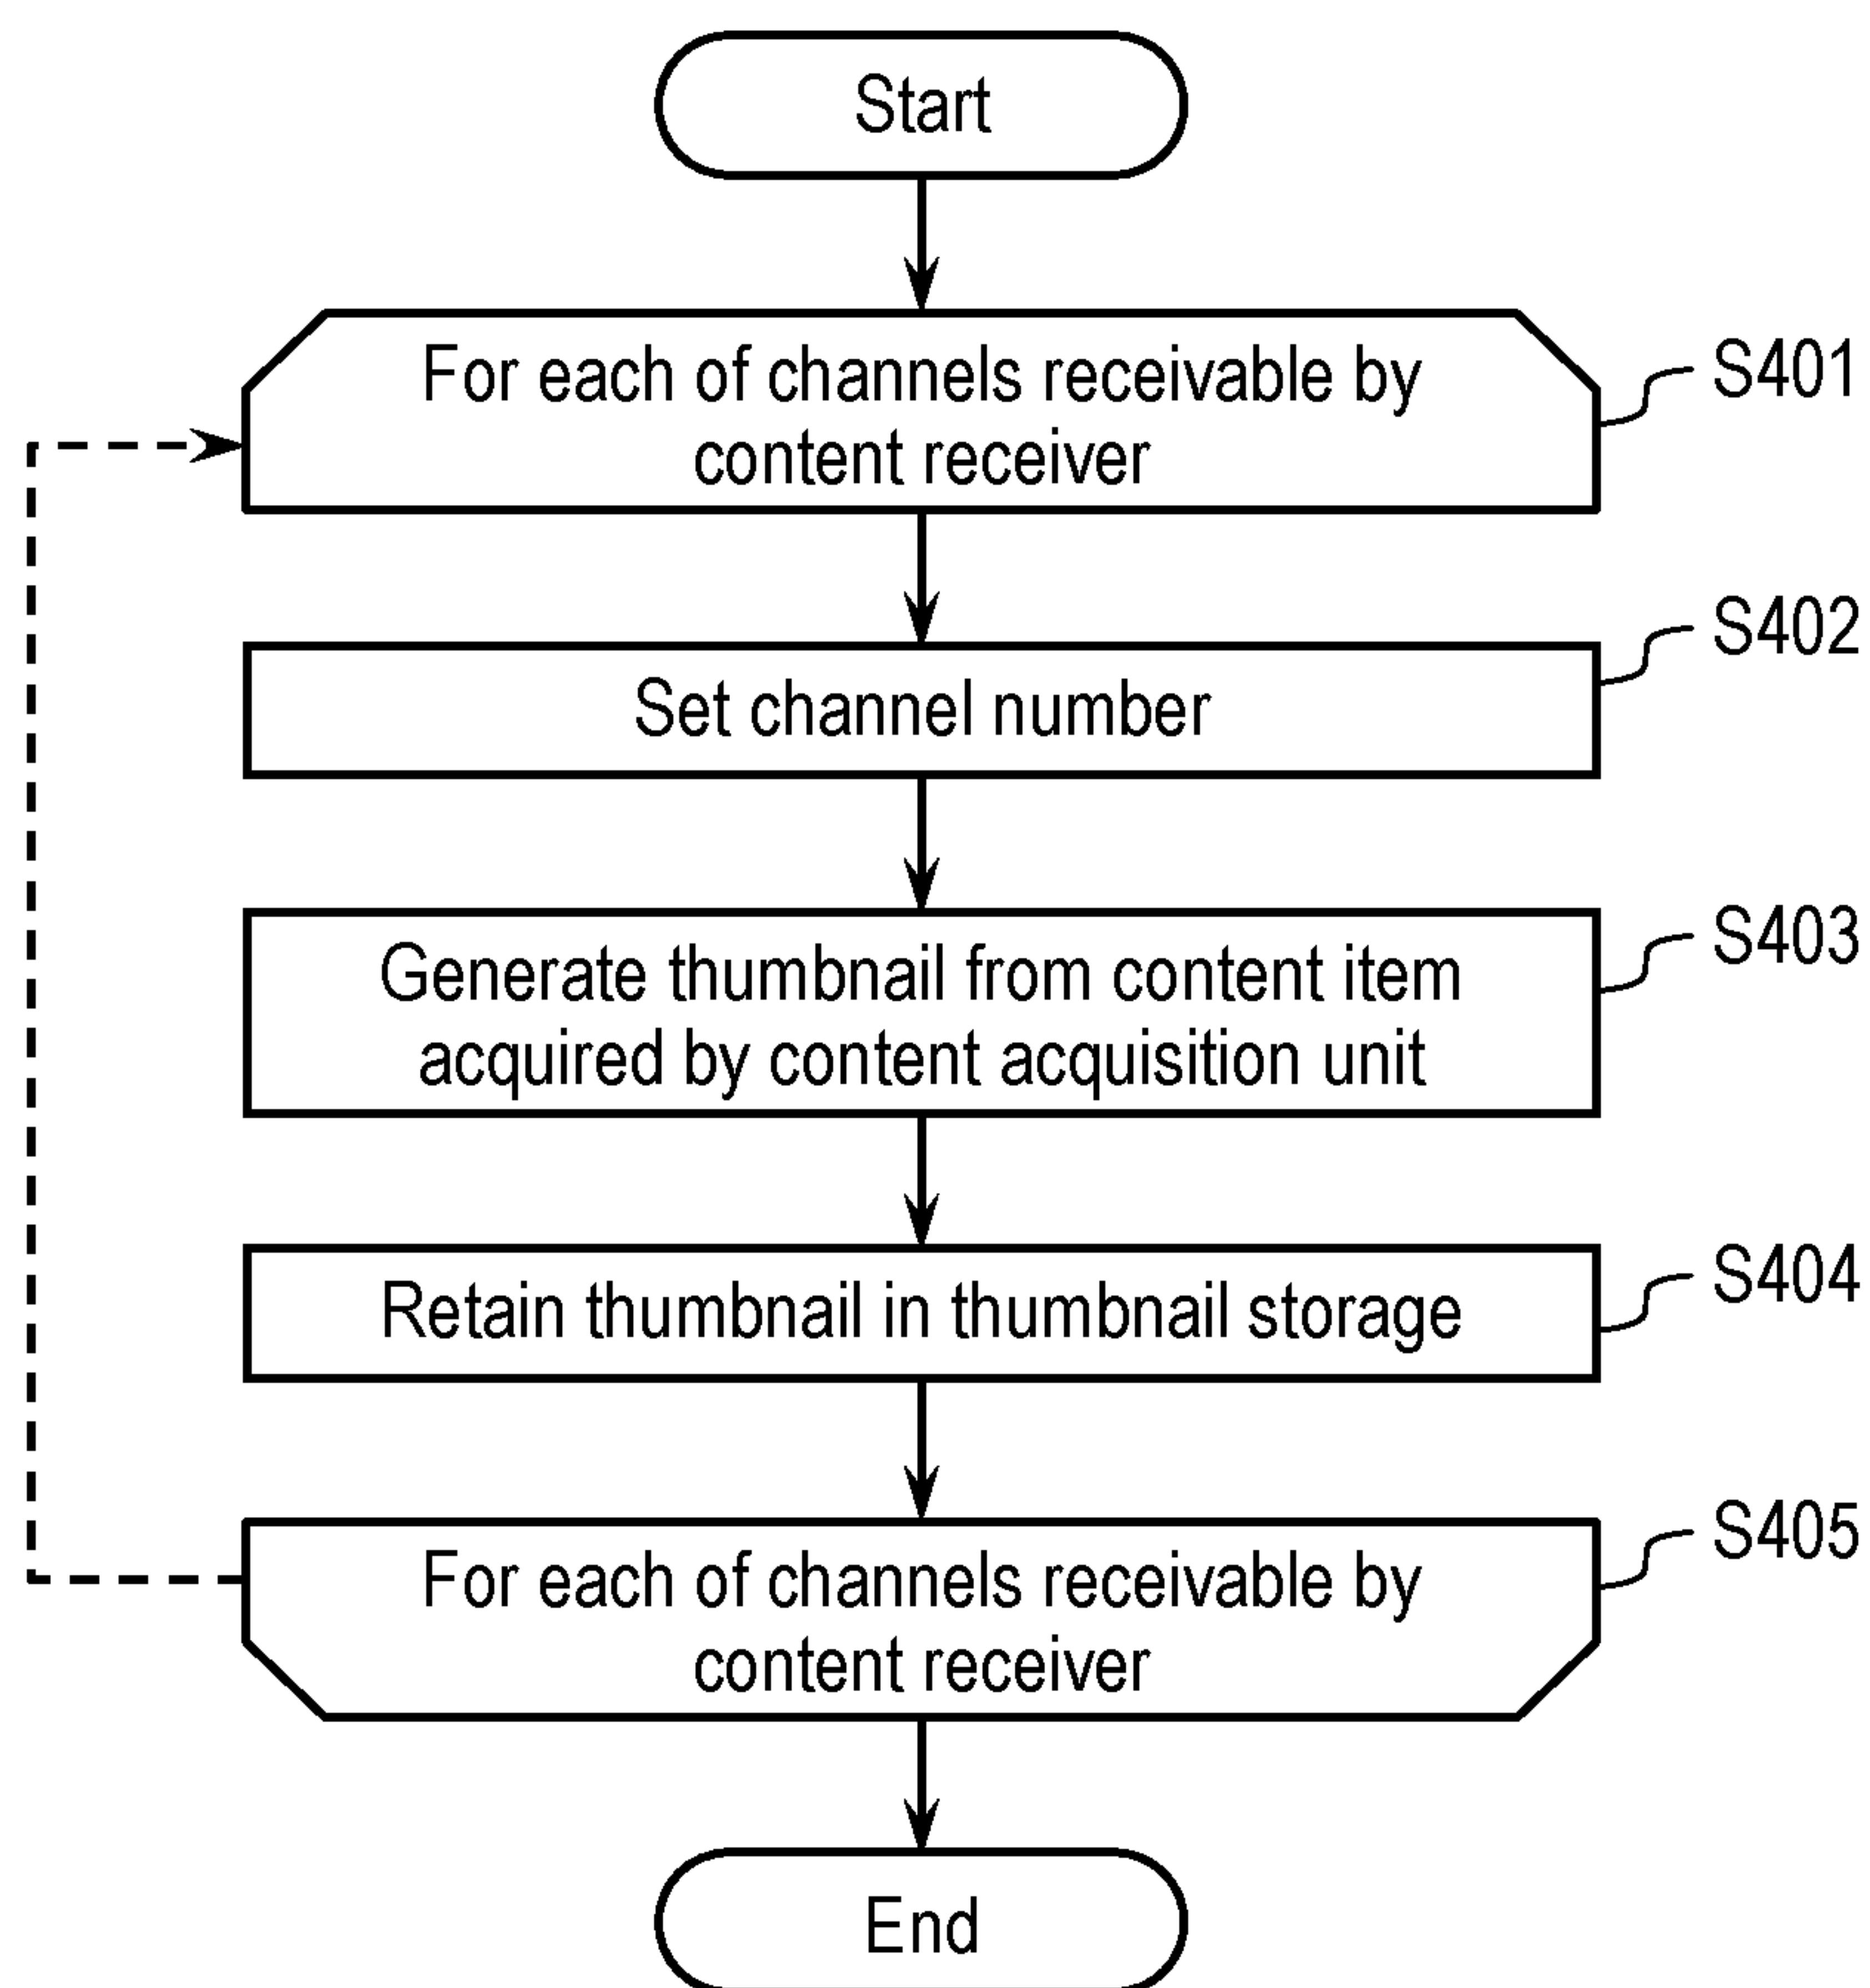 Start
For each of channels receivable by
content receiver
S401
Set channel number
S402
Generate thumbnail from content item
acquired by content acquisition unit
S403
Retain thumbnail in thumbnail storage
S404
For each of channels receivable by
content receiver
S405
End